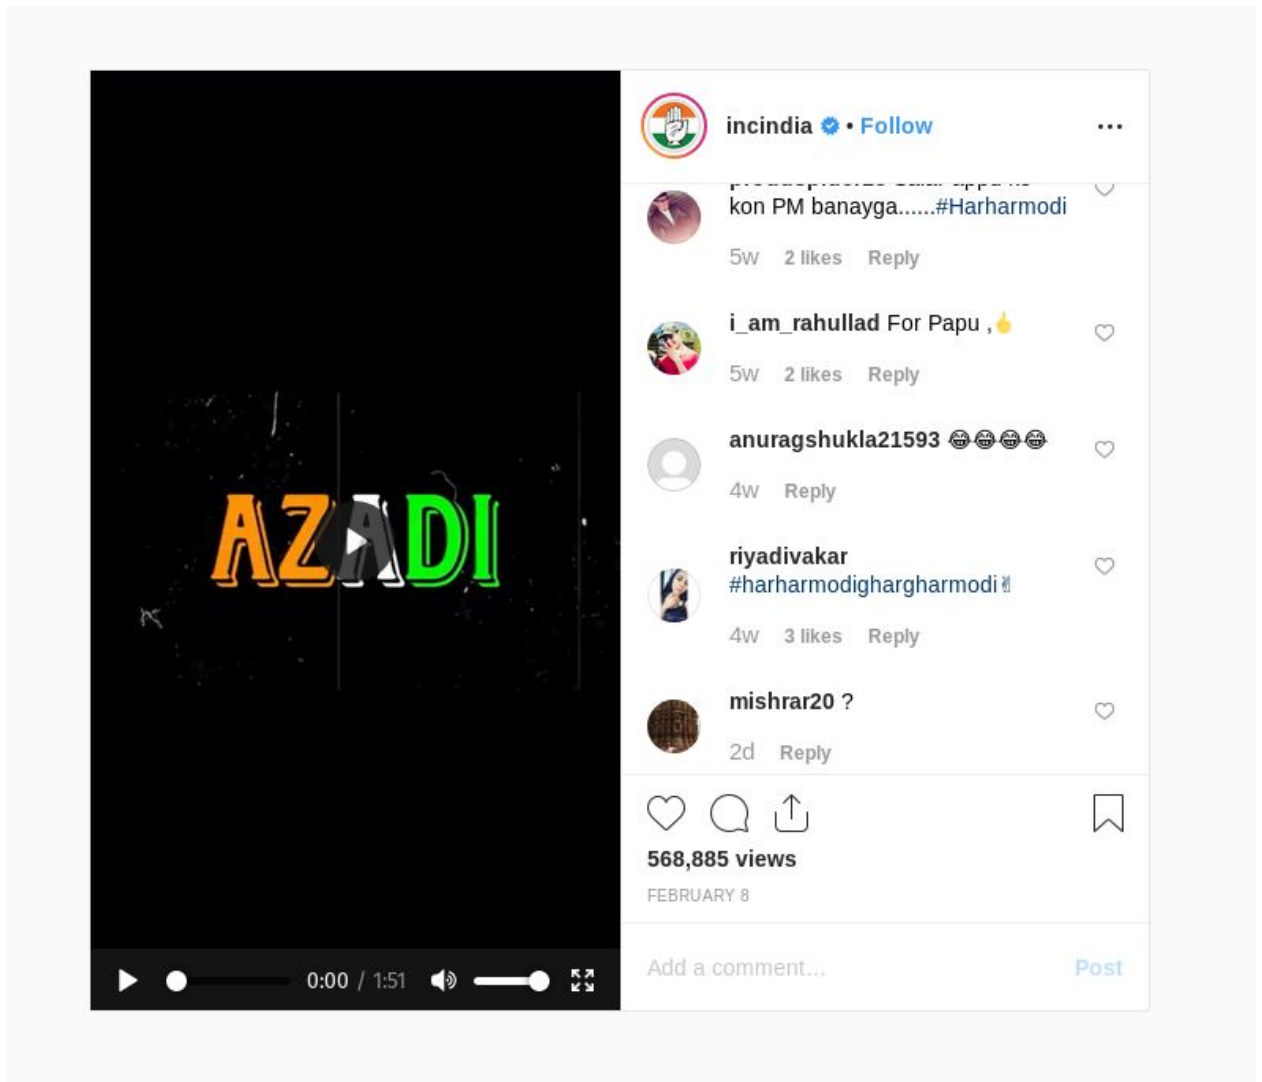 AZADI
0:00 / 1:51
incindia • Follow
kon PM banayga......#Harharmodi
5w 2 likes Reply
i_am_rahullad For Papu ,🖕
5w 2 likes Reply
anuragshukla21593 😂😂😂😂
4w Reply
riyadivakar
#harharmodighargharmodi✌
4w 3 likes Reply
mishrar20 ?
2d Reply
568,885 views
FEBRUARY 8
Add a comment...
Post